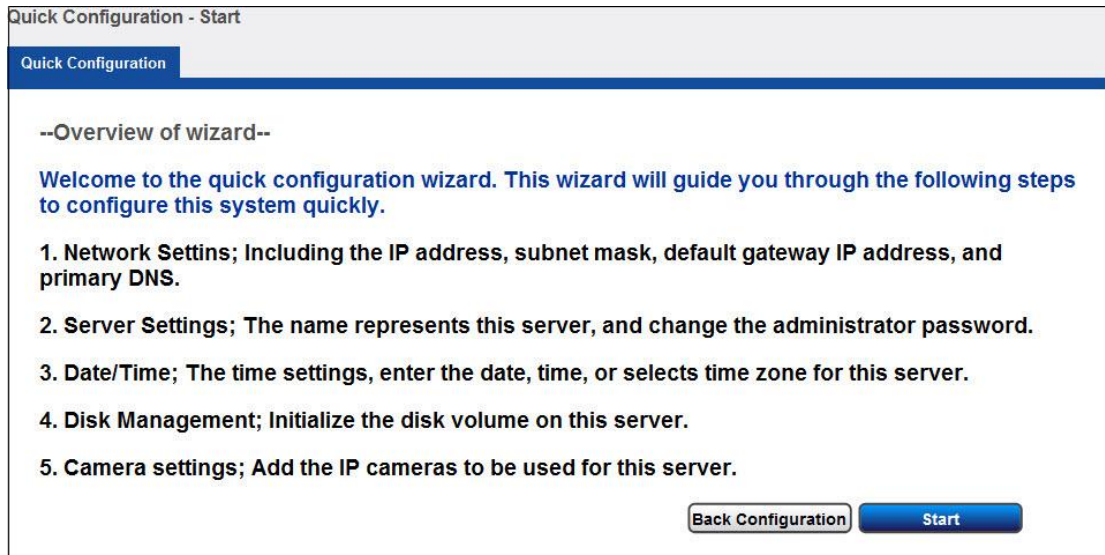 Quick Configuration - Start
Quick Configuration
--Overview of wizard--
Welcome to the quick configuration wizard. This wizard will guide you through the following steps
to configure this system quickly.
1. Network Settins; Including the IP address, subnet mask, default gateway IP address, and
primary DNS.
2. Server Settings; The name represents this server, and change the administrator password.
3. Date/Time; The time settings, enter the date, time, or selects time zone for this server.
4. Disk Management; Initialize the disk volume on this server.
5. Camera settings; Add the IP cameras to be used for this server.
Back Configuration
Start